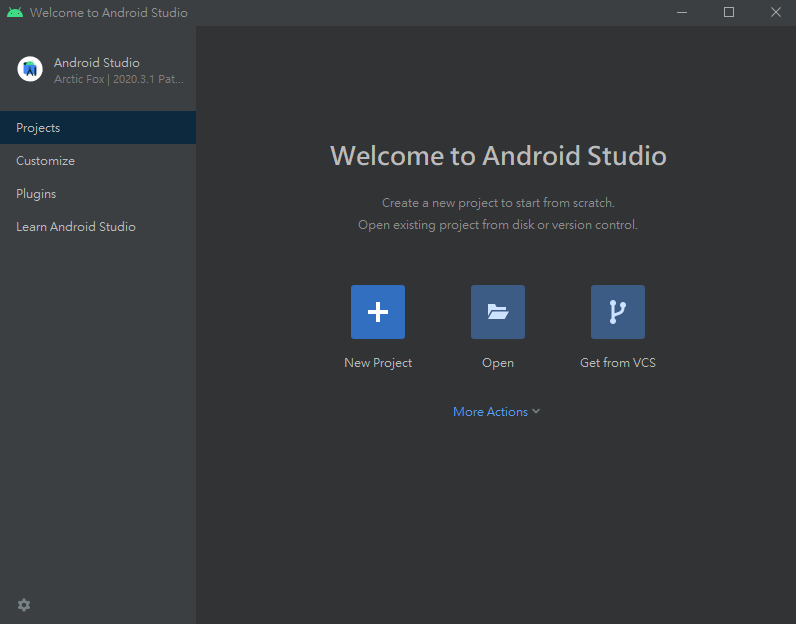 Welcome to Android Studio
Android Studio
Arctic Fox | 2020.3.1 Pat...
Projects
Customize
Plugins
Learn Android Studio
Welcome to Android Studio
Create a new project to start from scratch.
Open existing project from disk or version control.
New Project
Open
Get from VCS
More Actions